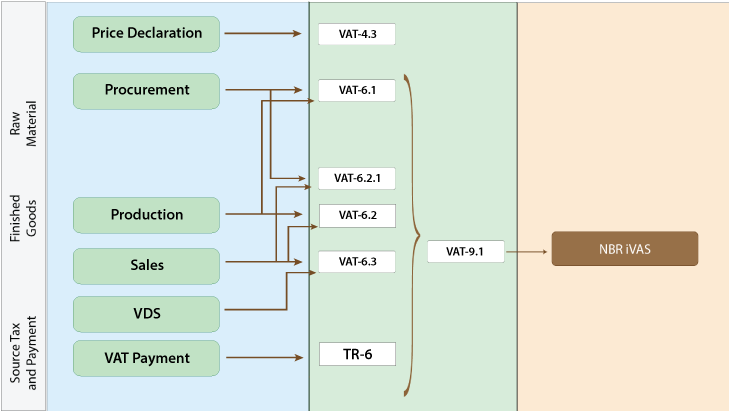 Raw
Material
Finished
Goods
Source Tax
and Payment
Price Declaration
Procurement
Production
Sales
VDS
VAT Payment
VAT-4.3
VAT-6.1
VAT-6.2.1
VAT-6.2
VAT-6.3
TR-6
VAT-9.1
NBR iVAS